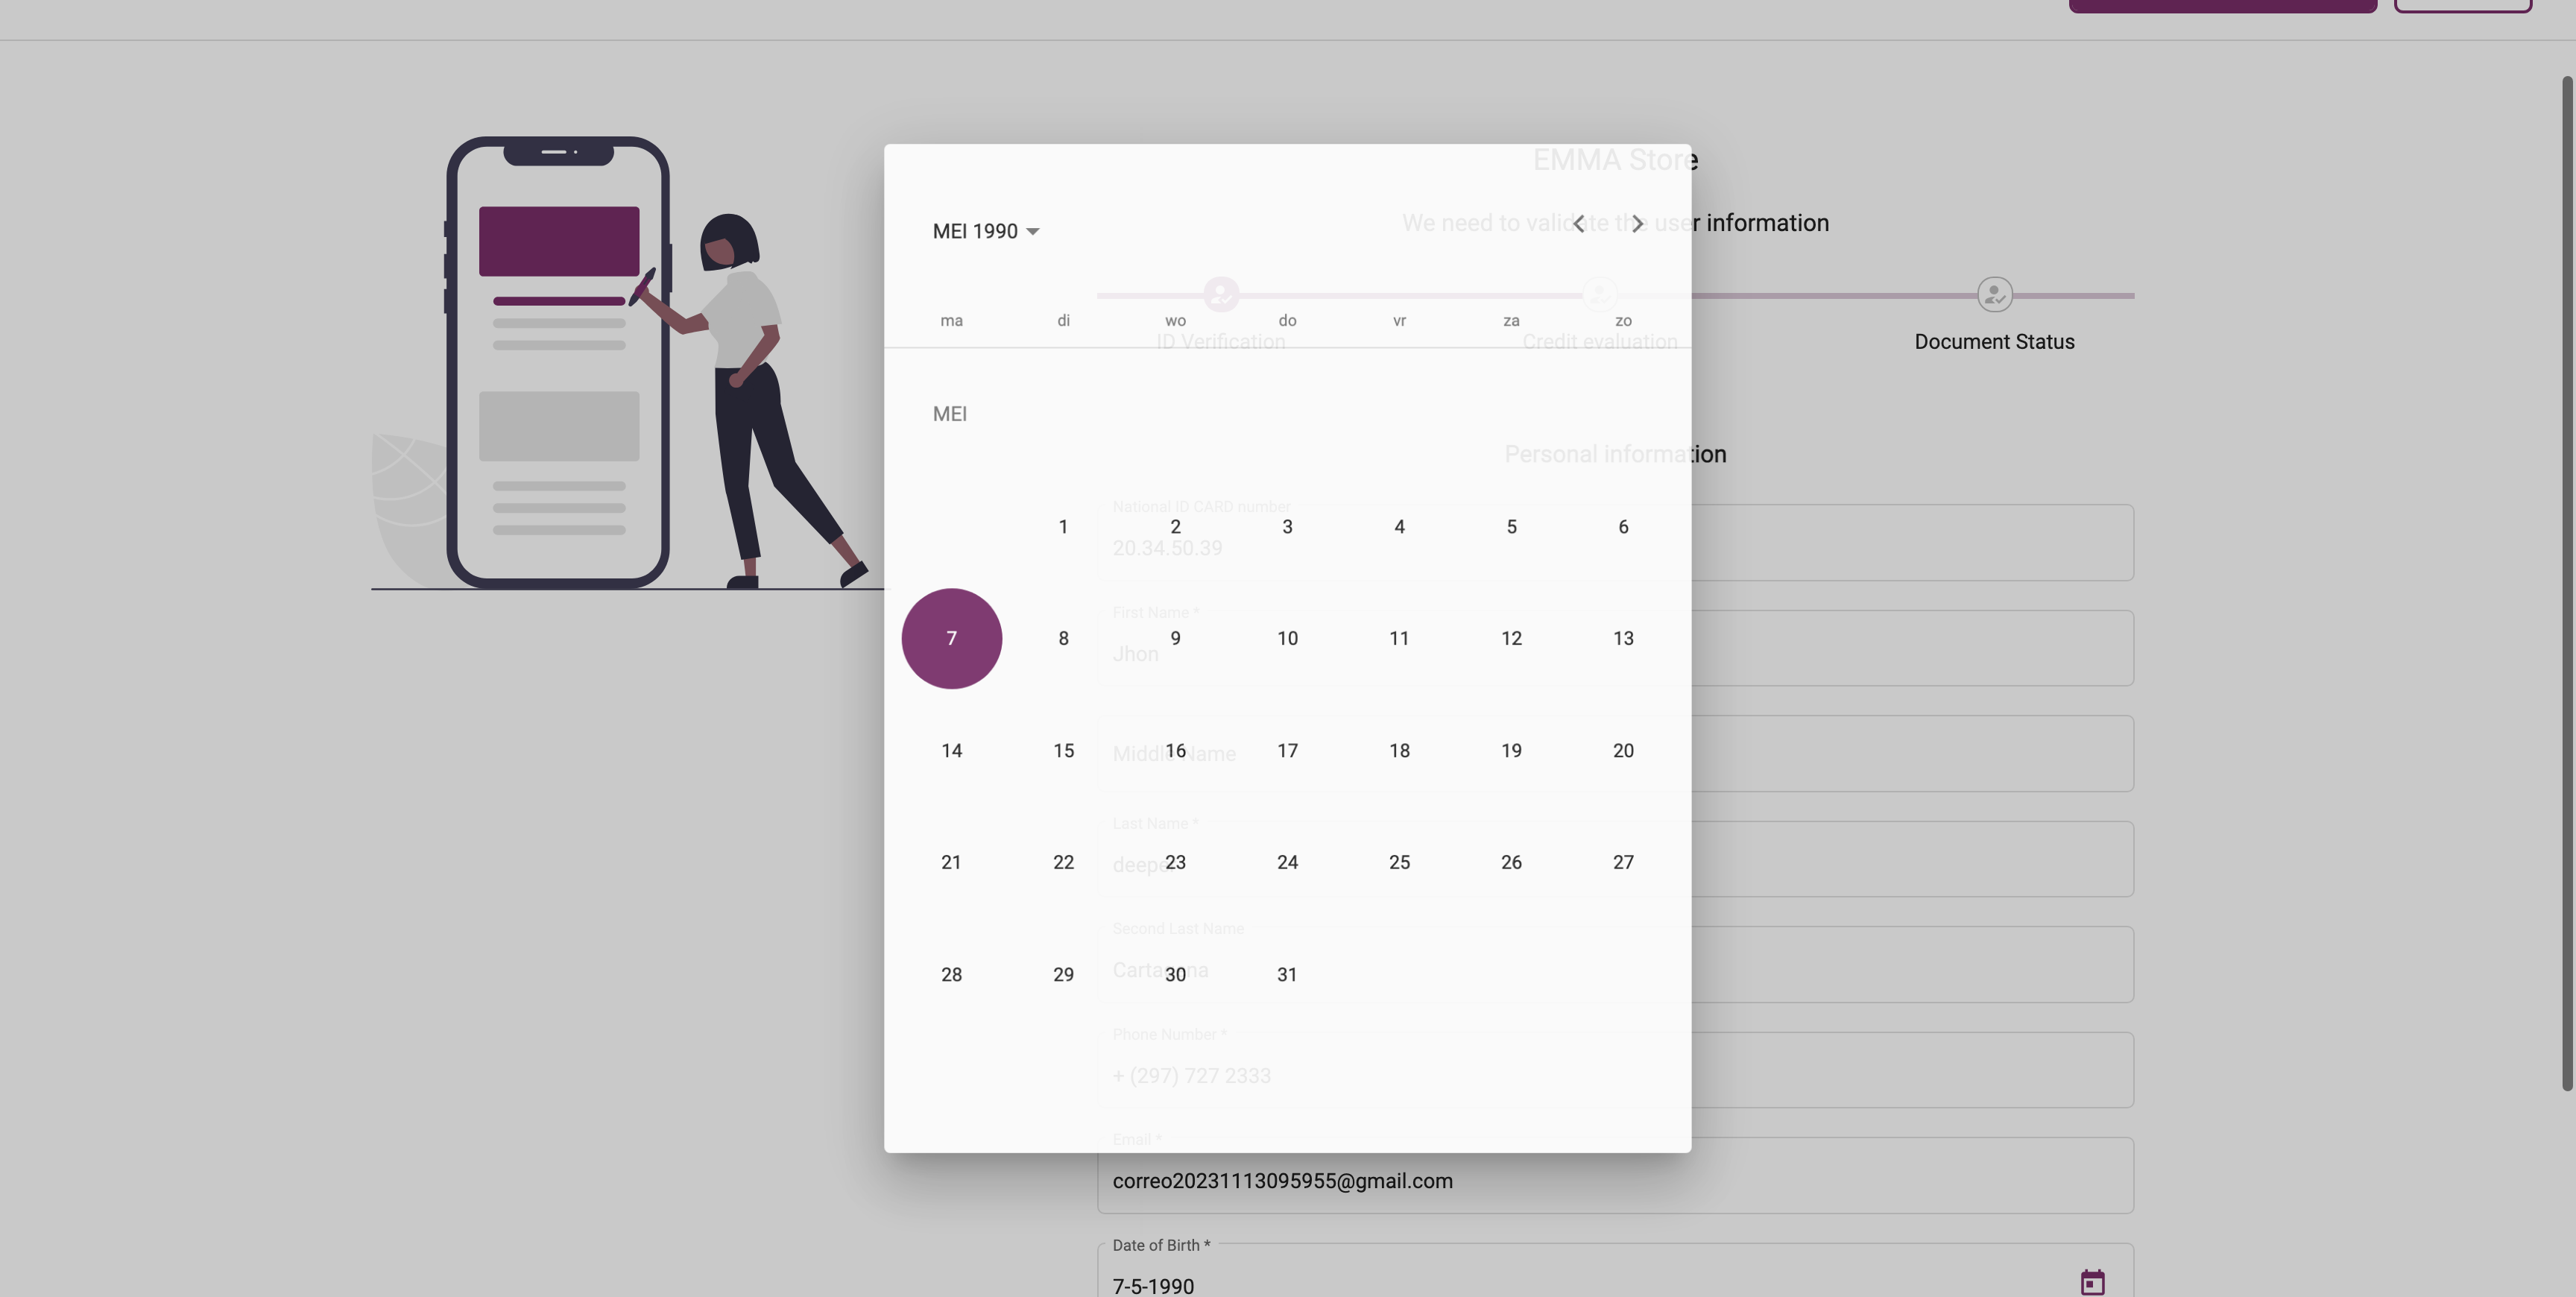 EMMA Store
We need to validate the user information
MEI 1990
ma di wo do vr za zo
ID Verification
Credit evaluation
Document Status
MEI
Personal information
National ID CARD number
1 2 3 4 5 6
20.34.50.39
First Name *
7 8 9 10 11 12 13
Jhon
14 15 16 17 18 19 20
Middle Name
Last Name *
21 22 23 24 25 26 27
Second Last Name
28 29 30 31
Phone Number *
+ (297) 727 2333
Email *
correo20231113095955@gmail.com
Date of Birth *
7-5-1990